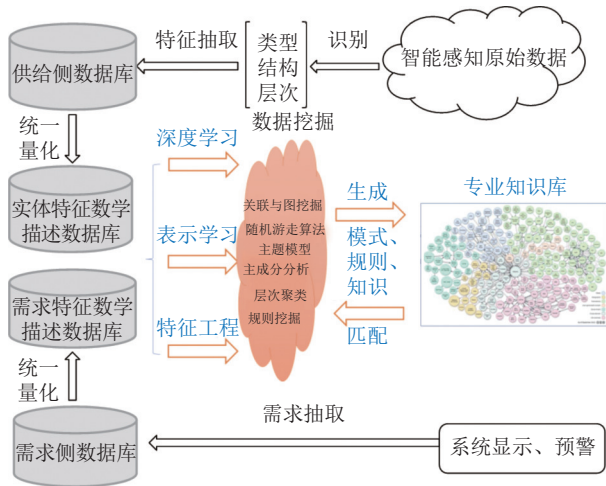 特征抽取
类型
结构
层次
识别
智能感知原始数据
供给侧数据库
数据挖掘
统一
量化
深度学习
关联与图挖掘
随机游走算法
主题模型
主成分分析
层次聚类
规则挖掘
生成
专业知识库
实体特征数学
描述数据库
表示学习
模式、
规则、
知识
需求特征数学
描述数据库
特征工程
匹配
统一
量化
需求抽取
需求侧数据库
系统显示、预警